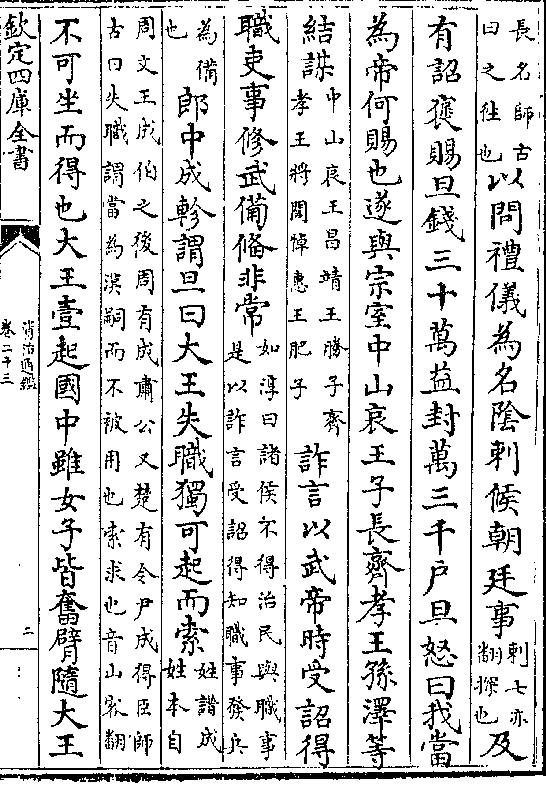 長名師古曰之往也以問禮儀為名隂刺候朝廷事刺七亦翻探也及
有詔襃賜旦錢三十萬益封萬三千戶旦怒曰我當
為帝何賜也遂與宗室中山哀王子長齊孝王孫澤等
結謀中山哀王昌靖王勝子齊孝王將閭悼惠王肥子詐言以武帝時受詔得
職吏事修武備備非常如淳曰諸侯不得治民與職事是以詐言受詔得知職事發兵
為備也郎中成軫謂旦曰大王失職獨可起而索姓譜成姓本自
周文王成伯之後周有成肅公又楚有令尹成得臣師古曰失職謂當為漢嗣而不被用也索求也音山客翻
不可坐而得也大王壹起國中雖女子皆奮臂隨大王
欽定四庫全書
資治通鑑
卷二十三
二